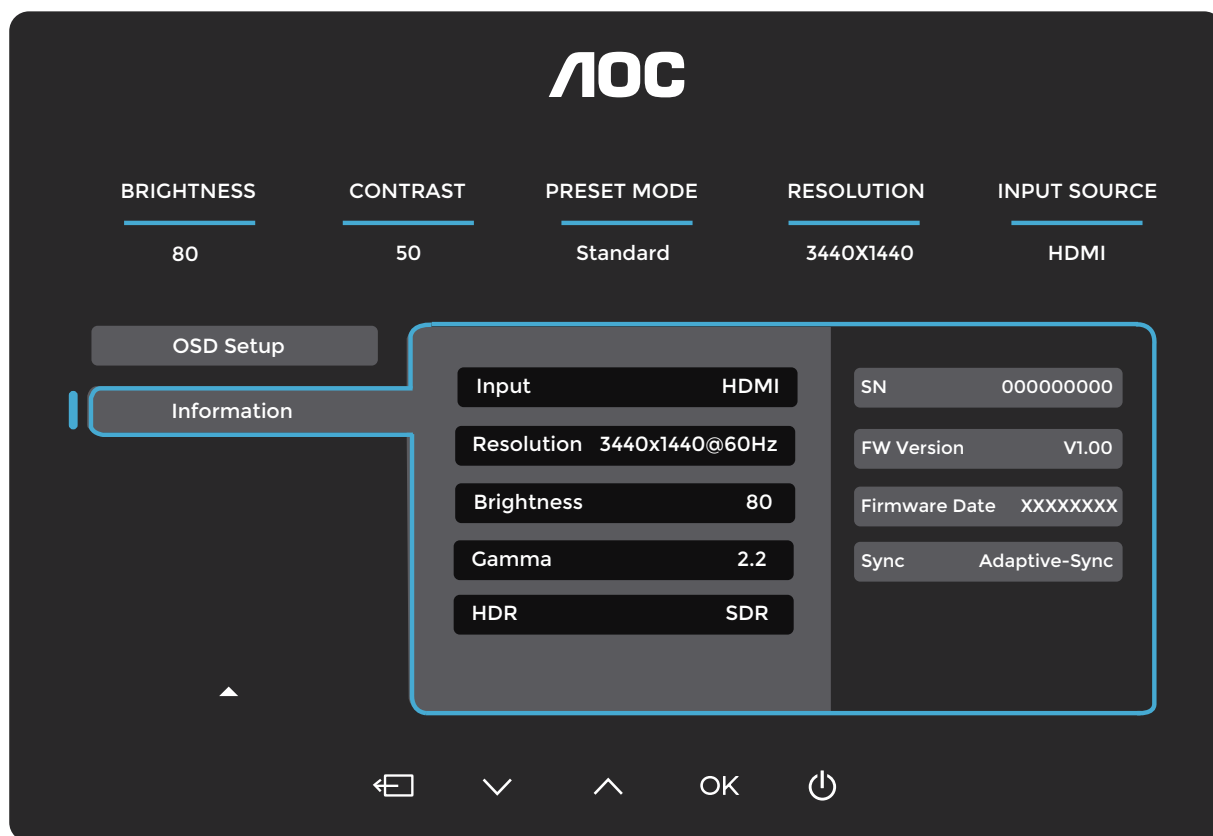 AOC
BRIGHTNESS CONTRAST PRESET MODE RESOLUTION INPUT SOURCE
80 50 Standard 3440X1440 HDMI
OSD Setup
Information
Input HDMI
Resolution 3440x1440@60Hz
Brightness 80
Gamma 2.2
HDR SDR
SN 000000000
FW Version V1.00
Firmware Date XXXXXXXX
Sync Adaptive-Sync
OK